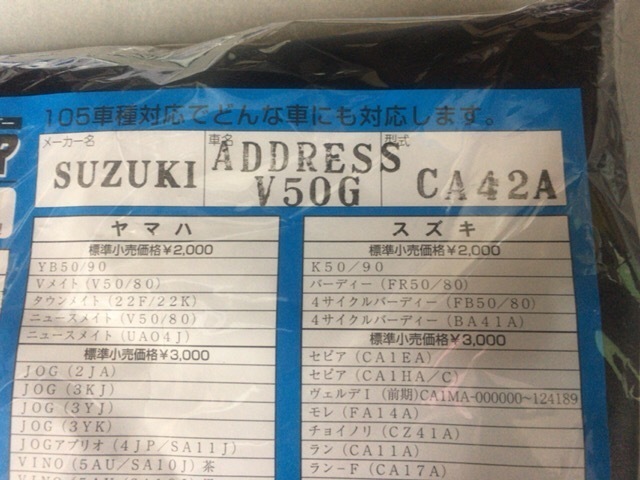 105車種対応でどんな車にも対応します。
メーカー名 車名 型式
SUZUKI ADDRESS V50G CA42A
ヤマハ
標準小売価格¥2,000
YB50/90
Vメイト(V50/80)
タウンメイト(22F/22K)
ニュースメイト(V50/80)
ニュースメイト(UA04J)
標準小売価格¥3,000
JOG(2JA)
JOG(3KJ)
JOG(3YJ)
JOG(3YK)
JOGアプリオ(4JP/SA11J)
VINO(5AU/SA10J)茶
スズキ
標準小売価格¥2,000
K50/90
バーディー(FR50/80)
4サイクルバーディー(FB50/80)
4サイクルバーディー(BA41A)
標準小売価格¥3,000
セピア(CA1EA)
セピア(CA1HA/C)
ヴェルデI(前期)CA1MA-000000~124189
モレ(FA14A)
チョイノリ(CZ41A)
ラン(CA11A)
ラン-F(CA17A)